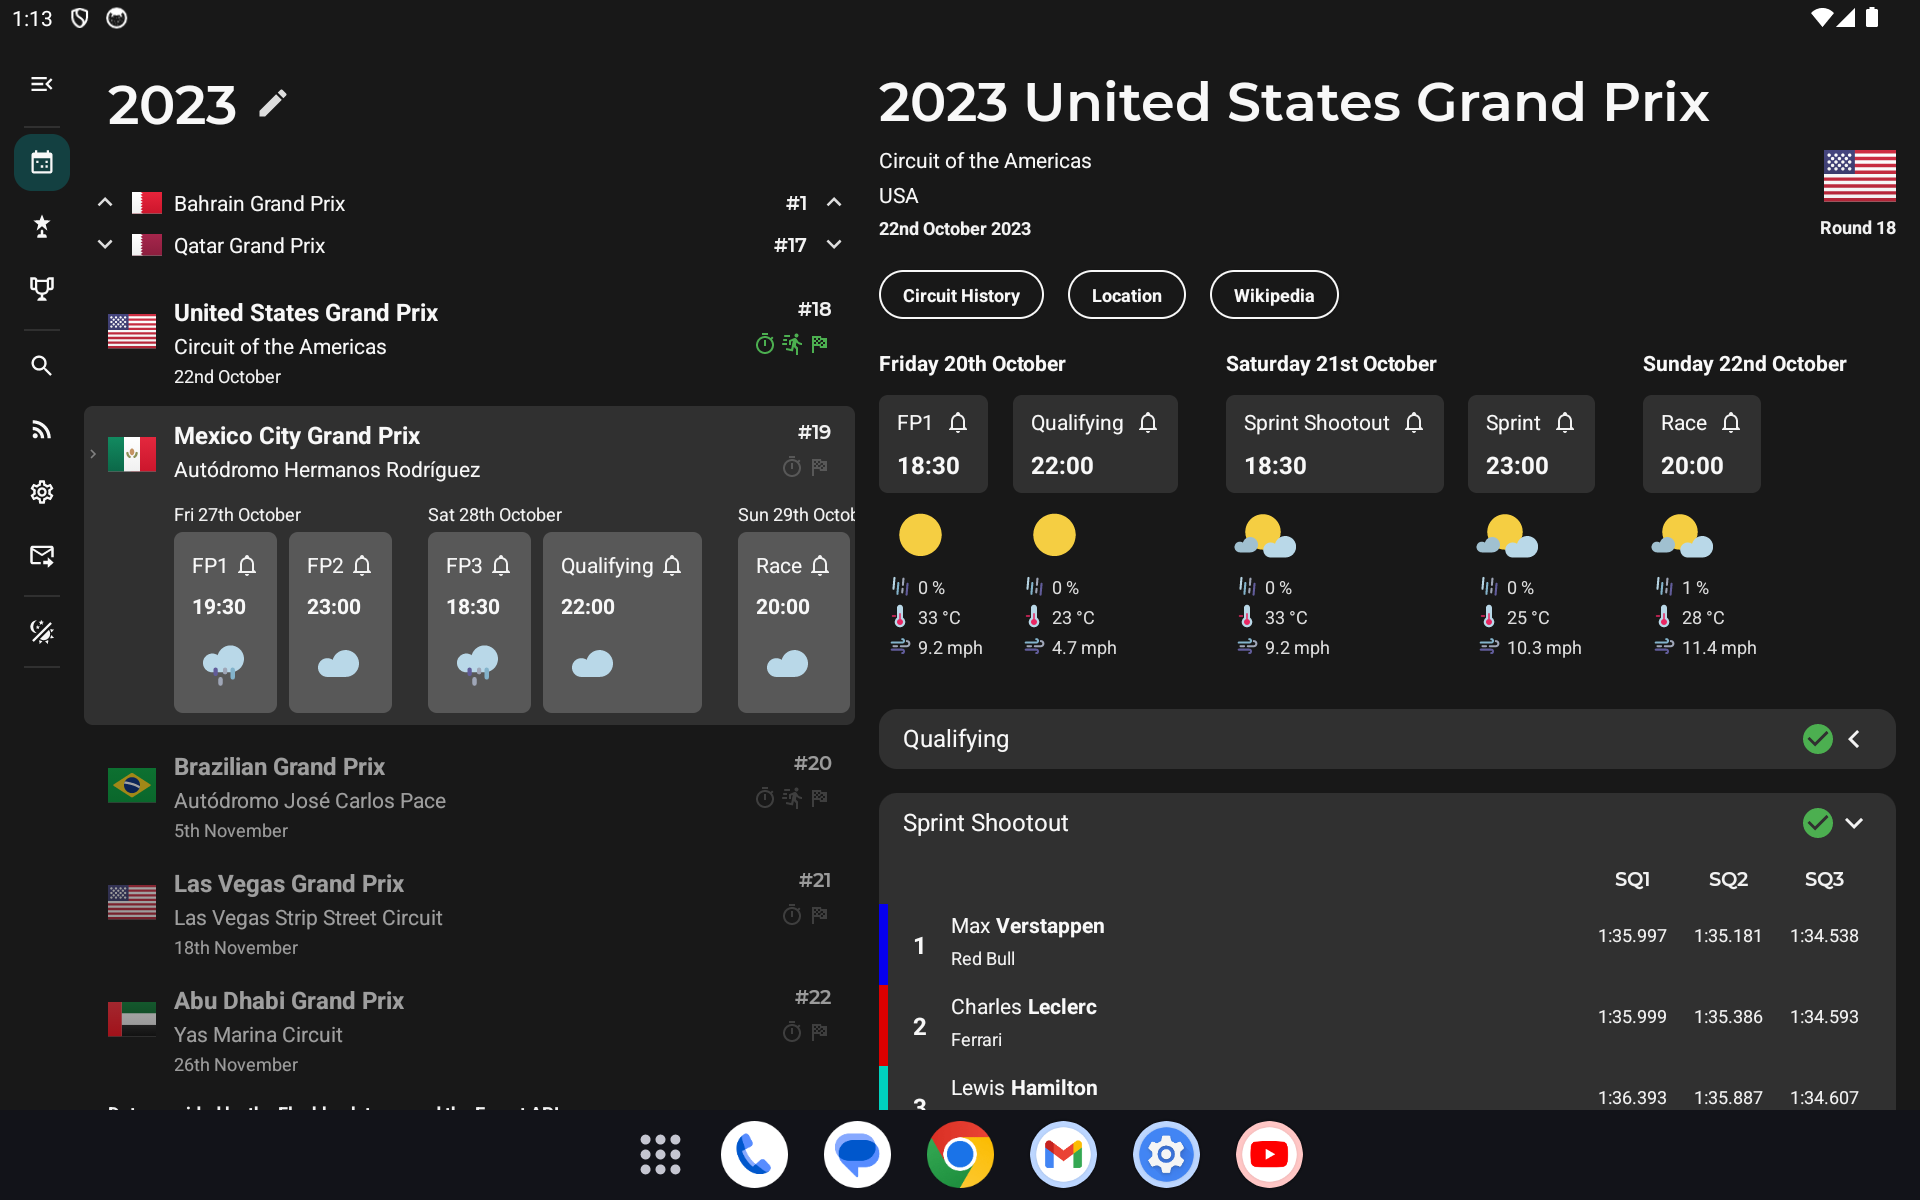 1:13
2023
Bahrain Grand Prix #1
Qatar Grand Prix #17
United States Grand Prix #18
Circuit of the Americas
22nd October
Mexico City Grand Prix #19
Autódromo Hermanos Rodríguez
Fri 27th October Sat 28th October Sun 29th Octob
FP1 FP2 FP3 Qualifying Race
19:30 23:00 18:30 22:00 20:00
Brazilian Grand Prix #20
Autódromo José Carlos Pace
5th November
Las Vegas Grand Prix #21
Las Vegas Strip Street Circuit
18th November
Abu Dhabi Grand Prix #22
Yas Marina Circuit
26th November
2023 United States Grand Prix
Circuit of the Americas
USA
22nd October 2023
Round 18
Circuit History Location Wikipedia
Friday 20th October Saturday 21st October Sunday 22nd October
FP1 Qualifying Sprint Shootout Sprint Race
18:30 22:00 18:30 23:00 20:00
0 % 0 % 0 % 0 % 1 %
33 °C 23 °C 33 °C 25 °C 28 °C
9.2 mph 4.7 mph 9.2 mph 10.3 mph 11.4 mph
Qualifying
Sprint Shootout
SQ1 SQ2 SQ3
1 Max Verstappen 1:35.997 1:35.181 1:34.538
Red Bull
2 Charles Leclerc 1:35.999 1:35.386 1:34.593
Ferrari
3 Lewis Hamilton 1:36.393 1:35.887 1:34.607